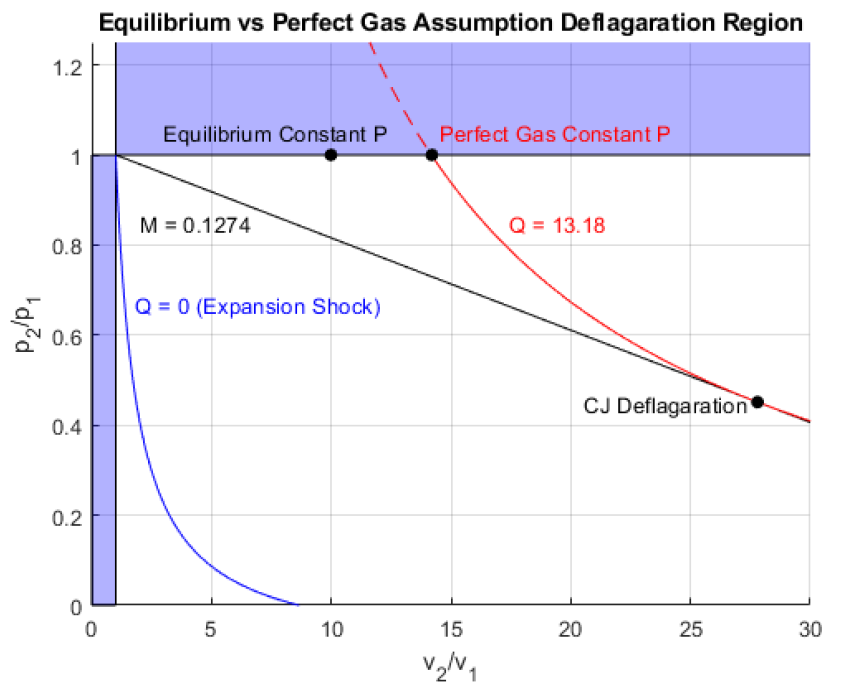 Equilibrium vs Perfect Gas Assumption Deflagaration Region
1.2
Equilibrium Constant P
Perfect Gas Constant P
1
M = 0.1274
Q = 13.18
0.8
Q = 0 (Expansion Shock)
p2/p1
0.6
CJ Deflagaration
0.4
0.2
0
0 5 10 15 20 25 30
v2/v1